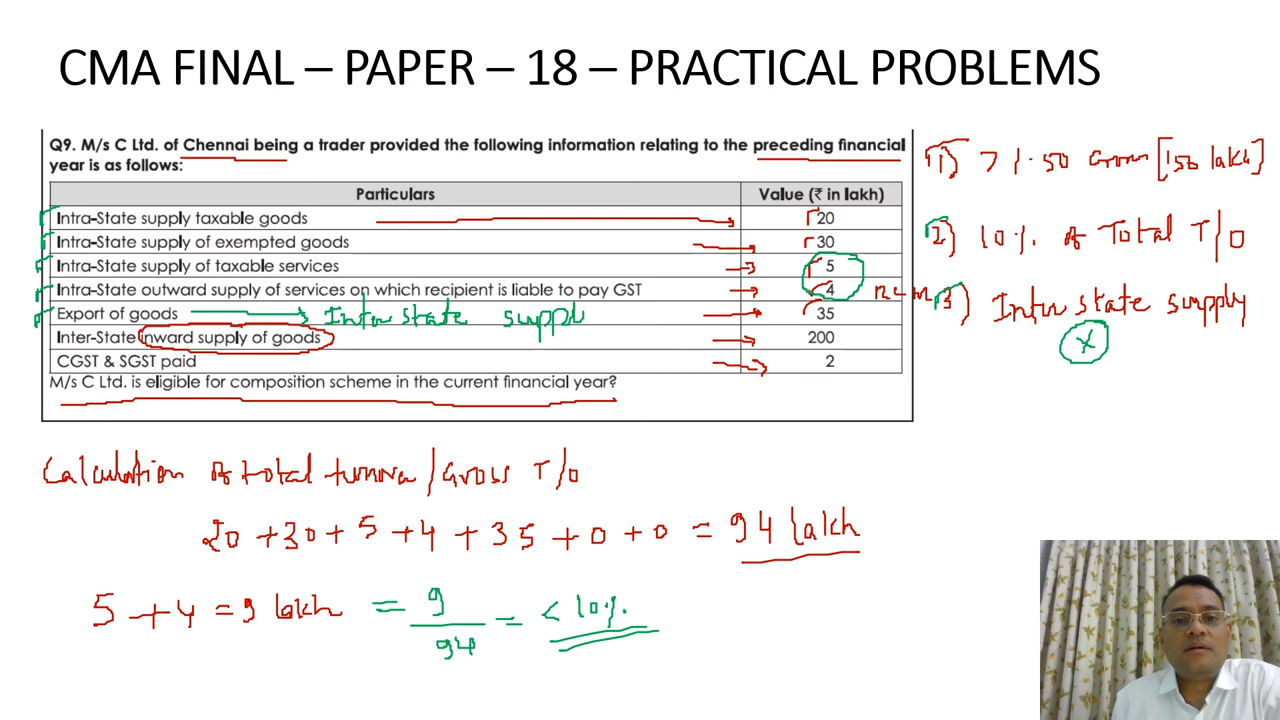 CMA FINAL – PAPER – 18 – PRACTICAL PROBLEMS
Q9. M/s C Ltd. of Chennai being a trader provided the following information relating to the preceding financial
year is as follows:
Particulars Value (₹ in lakh)
Intra-State supply taxable goods 20
Intra-State supply of exempted goods 30
Intra-State supply of taxable services 5
Intra-State outward supply of services on which recipient is liable to pay GST 4 RCM
Export of goods Inter state suppl 35
Inter-State inward supply of goods 200
CGST & SGST paid 2
M/s C Ltd. is eligible for composition scheme in the current financial year?
1) > 1.50 [150 lakh]
2) 10% of Total T/O
3) Inter state supply
X
Calculation of total turnover/Gross T/O
20 + 30 + 5 + 4 + 35 + 0 + 0 = 94 lakh
5 + 4 = 9 lakh = 9/94 = < 10%